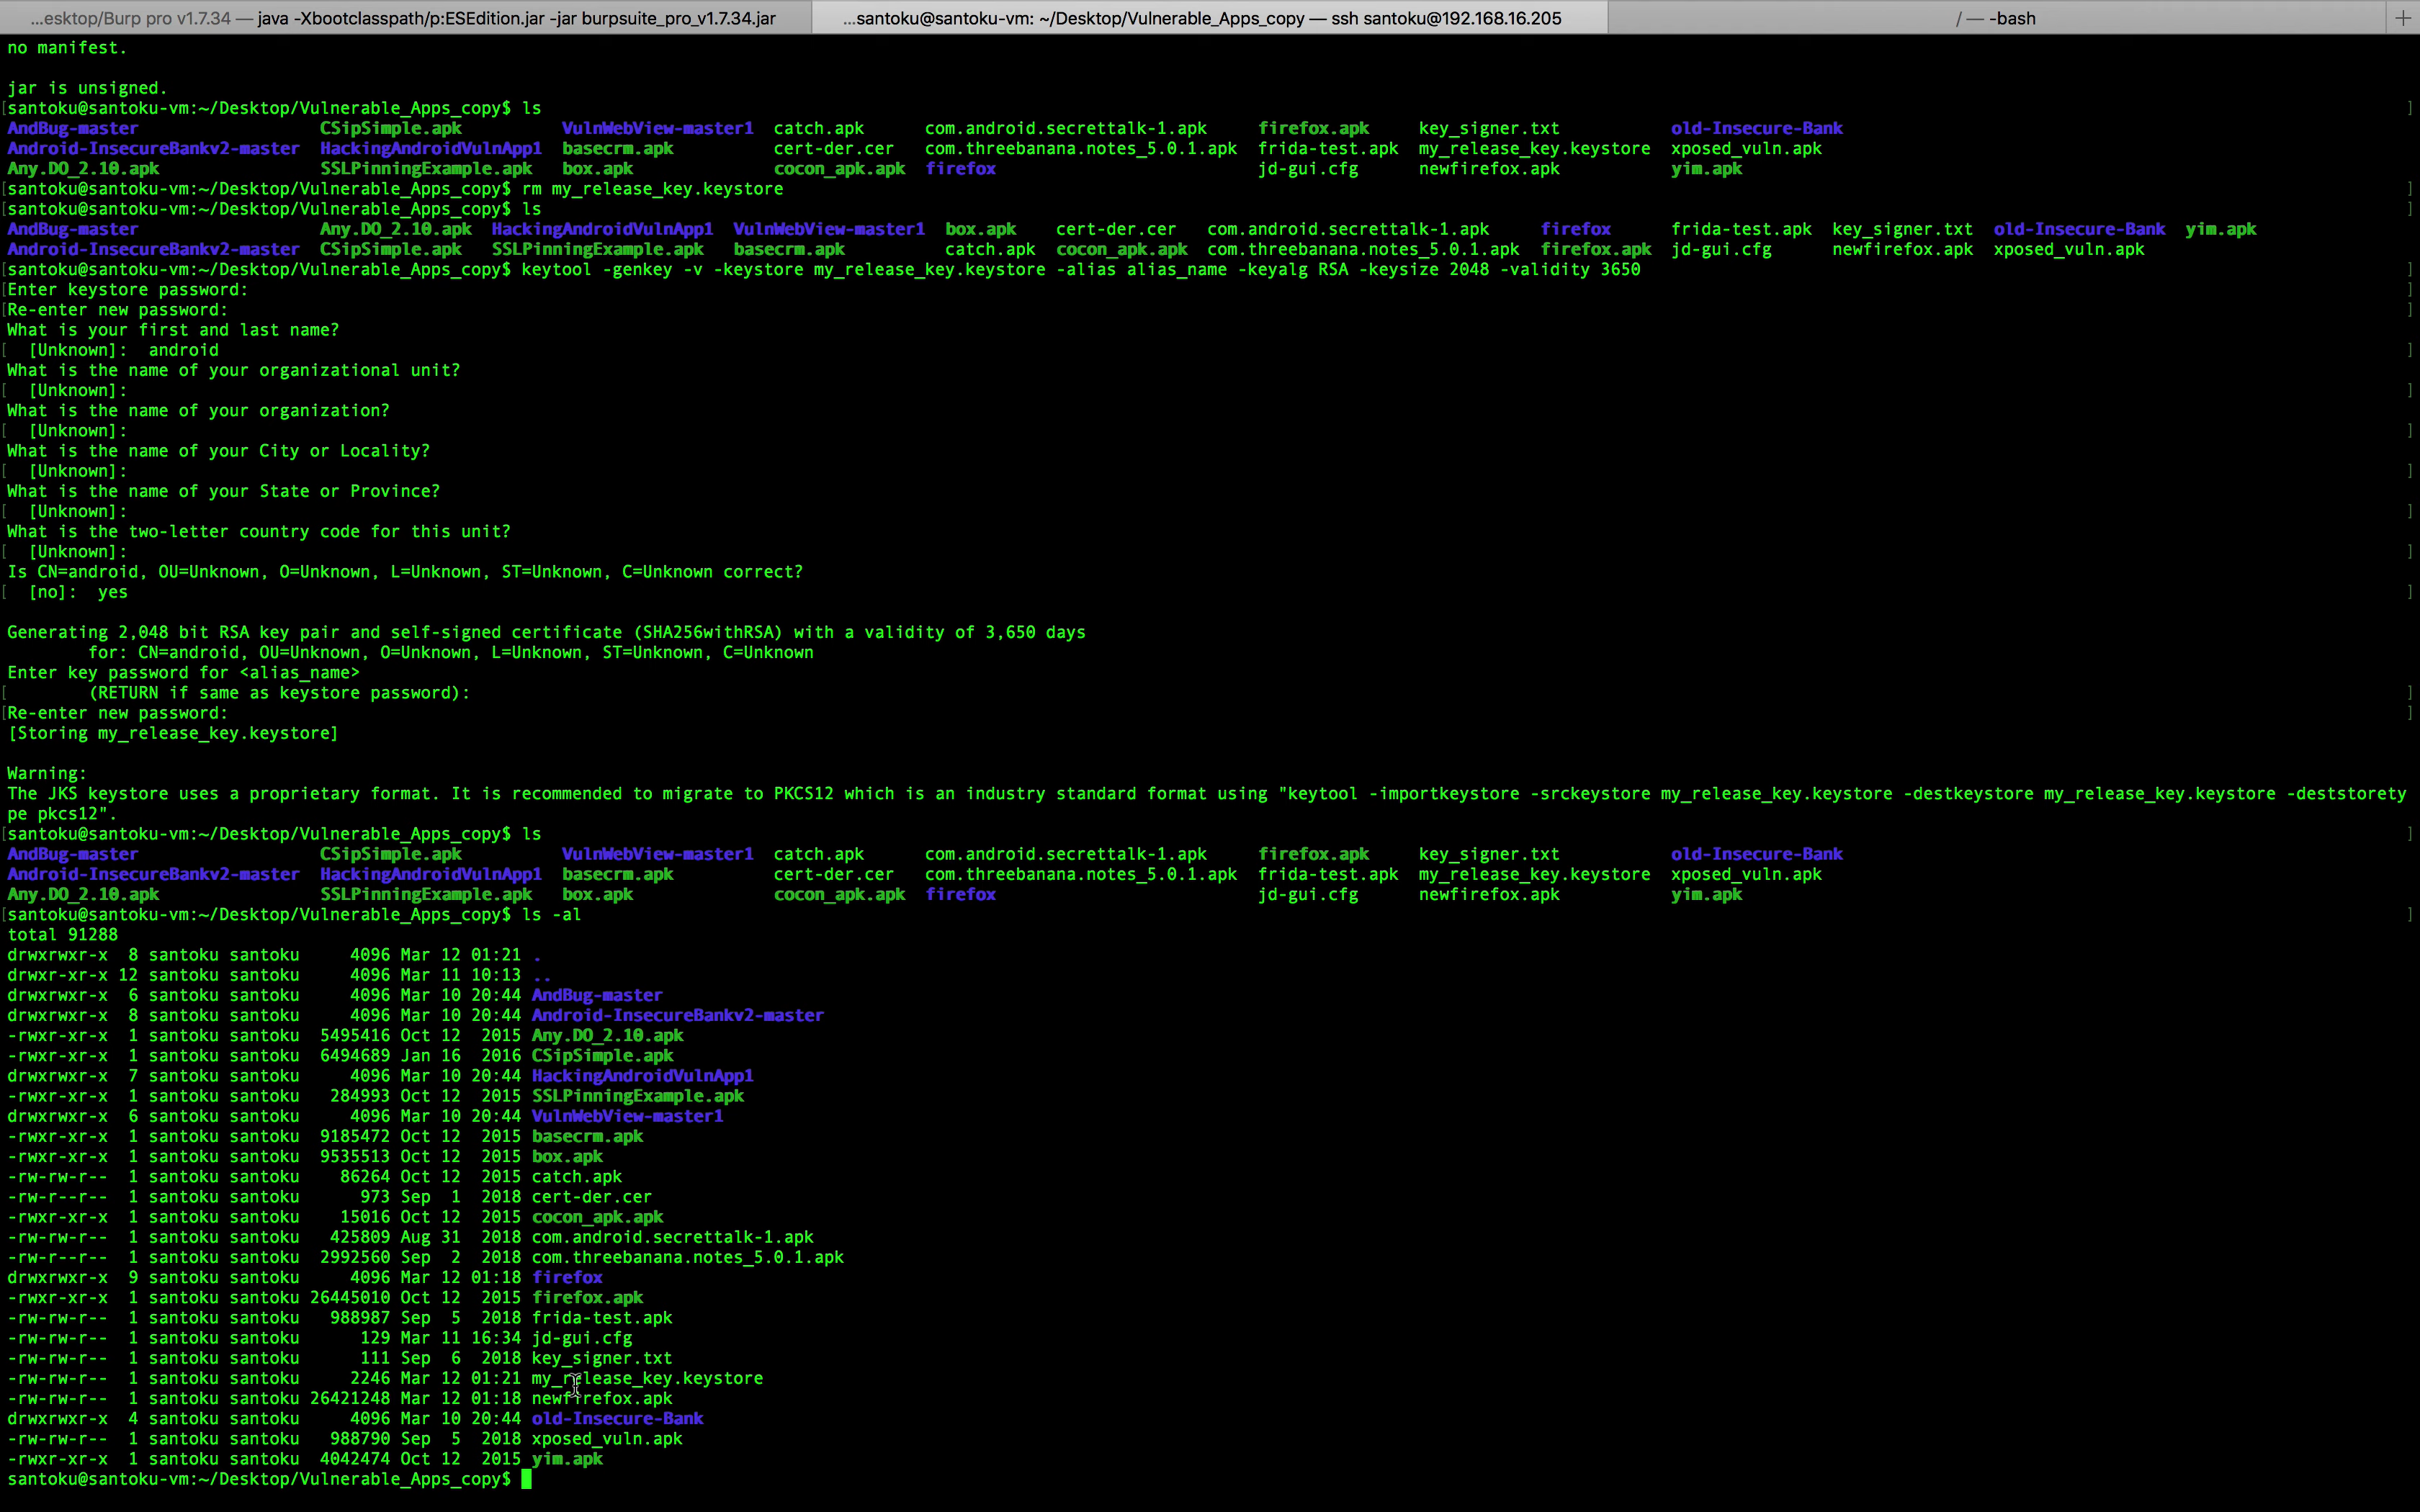 ...esktop/Burp pro v1.7.34 — java -Xbootclasspath/p:ESEdition.jar -jar burpsuite_pro_v1.7.34.jar ...santoku@santoku-vm: ~/Desktop/Vulnerable_Apps_copy — ssh santoku@192.168.16.205 / — -bash +
no manifest.
jar is unsigned.
[santoku@santoku-vm:~/Desktop/Vulnerable_Apps_copy$ ls ]
AndBug-master CSipSimple.apk VulnWebView-master1 catch.apk com.android.secrettalk-1.apk firefox.apk key_signer.txt old-Insecure-Bank
Android-InsecureBankv2-master HackingAndroidVulnApp1 basecrm.apk cert-der.cer com.threebanana.notes_5.0.1.apk frida-test.apk my_release_key.keystore xposed_vuln.apk
Any.DO_2.10.apk SSLPinningExample.apk box.apk cocon_apk.apk firefox jd-gui.cfg newfirefox.apk yim.apk
[santoku@santoku-vm:~/Desktop/Vulnerable_Apps_copy$ rm my_release_key.keystore ]
[santoku@santoku-vm:~/Desktop/Vulnerable_Apps_copy$ ls ]
AndBug-master Any.DO_2.10.apk HackingAndroidVulnApp1 VulnWebView-master1 box.apk cert-der.cer com.android.secrettalk-1.apk firefox frida-test.apk key_signer.txt old-Insecure-Bank yim.apk
Android-InsecureBankv2-master CSipSimple.apk SSLPinningExample.apk basecrm.apk catch.apk cocon_apk.apk com.threebanana.notes_5.0.1.apk firefox.apk jd-gui.cfg newfirefox.apk xposed_vuln.apk
[santoku@santoku-vm:~/Desktop/Vulnerable_Apps_copy$ keytool -genkey -v -keystore my_release_key.keystore -alias alias_name -keyalg RSA -keysize 2048 -validity 3650 ]
[Enter keystore password: ]
[Re-enter new password: ]
What is your first and last name?
[ [Unknown]: android ]
What is the name of your organizational unit?
[ [Unknown]: ]
What is the name of your organization?
[ [Unknown]: ]
What is the name of your City or Locality?
[ [Unknown]: ]
What is the name of your State or Province?
[ [Unknown]: ]
What is the two-letter country code for this unit?
[ [Unknown]: ]
Is CN=android, OU=Unknown, O=Unknown, L=Unknown, ST=Unknown, C=Unknown correct?
[ [no]: yes ]
Generating 2,048 bit RSA key pair and self-signed certificate (SHA256withRSA) with a validity of 3,650 days
for: CN=android, OU=Unknown, O=Unknown, L=Unknown, ST=Unknown, C=Unknown
Enter key password for <alias_name>
[ (RETURN if same as keystore password): ]
[Re-enter new password: ]
[Storing my_release_key.keystore]
Warning:
The JKS keystore uses a proprietary format. It is recommended to migrate to PKCS12 which is an industry standard format using "keytool -importkeystore -srckeystore my_release_key.keystore -destkeystore my_release_key.keystore -deststorety
pe pkcs12".
[santoku@santoku-vm:~/Desktop/Vulnerable_Apps_copy$ ls ]
AndBug-master CSipSimple.apk VulnWebView-master1 catch.apk com.android.secrettalk-1.apk firefox.apk key_signer.txt old-Insecure-Bank
Android-InsecureBankv2-master HackingAndroidVulnApp1 basecrm.apk cert-der.cer com.threebanana.notes_5.0.1.apk frida-test.apk my_release_key.keystore xposed_vuln.apk
Any.DO_2.10.apk SSLPinningExample.apk box.apk cocon_apk.apk firefox jd-gui.cfg newfirefox.apk yim.apk
[santoku@santoku-vm:~/Desktop/Vulnerable_Apps_copy$ ls -al ]
total 91288
drwxrwxr-x 8 santoku santoku 4096 Mar 12 01:21 .
drwxr-xr-x 12 santoku santoku 4096 Mar 11 10:13 ..
drwxrwxr-x 6 santoku santoku 4096 Mar 10 20:44 AndBug-master
drwxrwxr-x 8 santoku santoku 4096 Mar 10 20:44 Android-InsecureBankv2-master
-rwxr-xr-x 1 santoku santoku 5495416 Oct 12 2015 Any.DO_2.10.apk
-rwxr-xr-x 1 santoku santoku 6494689 Jan 16 2016 CSipSimple.apk
drwxrwxr-x 7 santoku santoku 4096 Mar 10 20:44 HackingAndroidVulnApp1
-rwxr-xr-x 1 santoku santoku 284993 Oct 12 2015 SSLPinningExample.apk
drwxrwxr-x 6 santoku santoku 4096 Mar 10 20:44 VulnWebView-master1
-rwxr-xr-x 1 santoku santoku 9185472 Oct 12 2015 basecrm.apk
-rwxr-xr-x 1 santoku santoku 9535513 Oct 12 2015 box.apk
-rw-rw-r-- 1 santoku santoku 86264 Oct 12 2015 catch.apk
-rw-r--r-- 1 santoku santoku 973 Sep 1 2018 cert-der.cer
-rwxr-xr-x 1 santoku santoku 15016 Oct 12 2015 cocon_apk.apk
-rw-rw-r-- 1 santoku santoku 425809 Aug 31 2018 com.android.secrettalk-1.apk
-rw-r--r-- 1 santoku santoku 2992560 Sep 2 2018 com.threebanana.notes_5.0.1.apk
drwxrwxr-x 9 santoku santoku 4096 Mar 12 01:18 firefox
-rwxr-xr-x 1 santoku santoku 26445010 Oct 12 2015 firefox.apk
-rw-rw-r-- 1 santoku santoku 988987 Sep 5 2018 frida-test.apk
-rw-rw-r-- 1 santoku santoku 129 Mar 11 16:34 jd-gui.cfg
-rw-rw-r-- 1 santoku santoku 111 Sep 6 2018 key_signer.txt
-rw-rw-r-- 1 santoku santoku 2246 Mar 12 01:21 my_release_key.keystore
-rw-rw-r-- 1 santoku santoku 26421248 Mar 12 01:18 newfirefox.apk
drwxrwxr-x 4 santoku santoku 4096 Mar 10 20:44 old-Insecure-Bank
-rw-rw-r-- 1 santoku santoku 988790 Sep 5 2018 xposed_vuln.apk
-rwxr-xr-x 1 santoku santoku 4042474 Oct 12 2015 yim.apk
santoku@santoku-vm:~/Desktop/Vulnerable_Apps_copy$